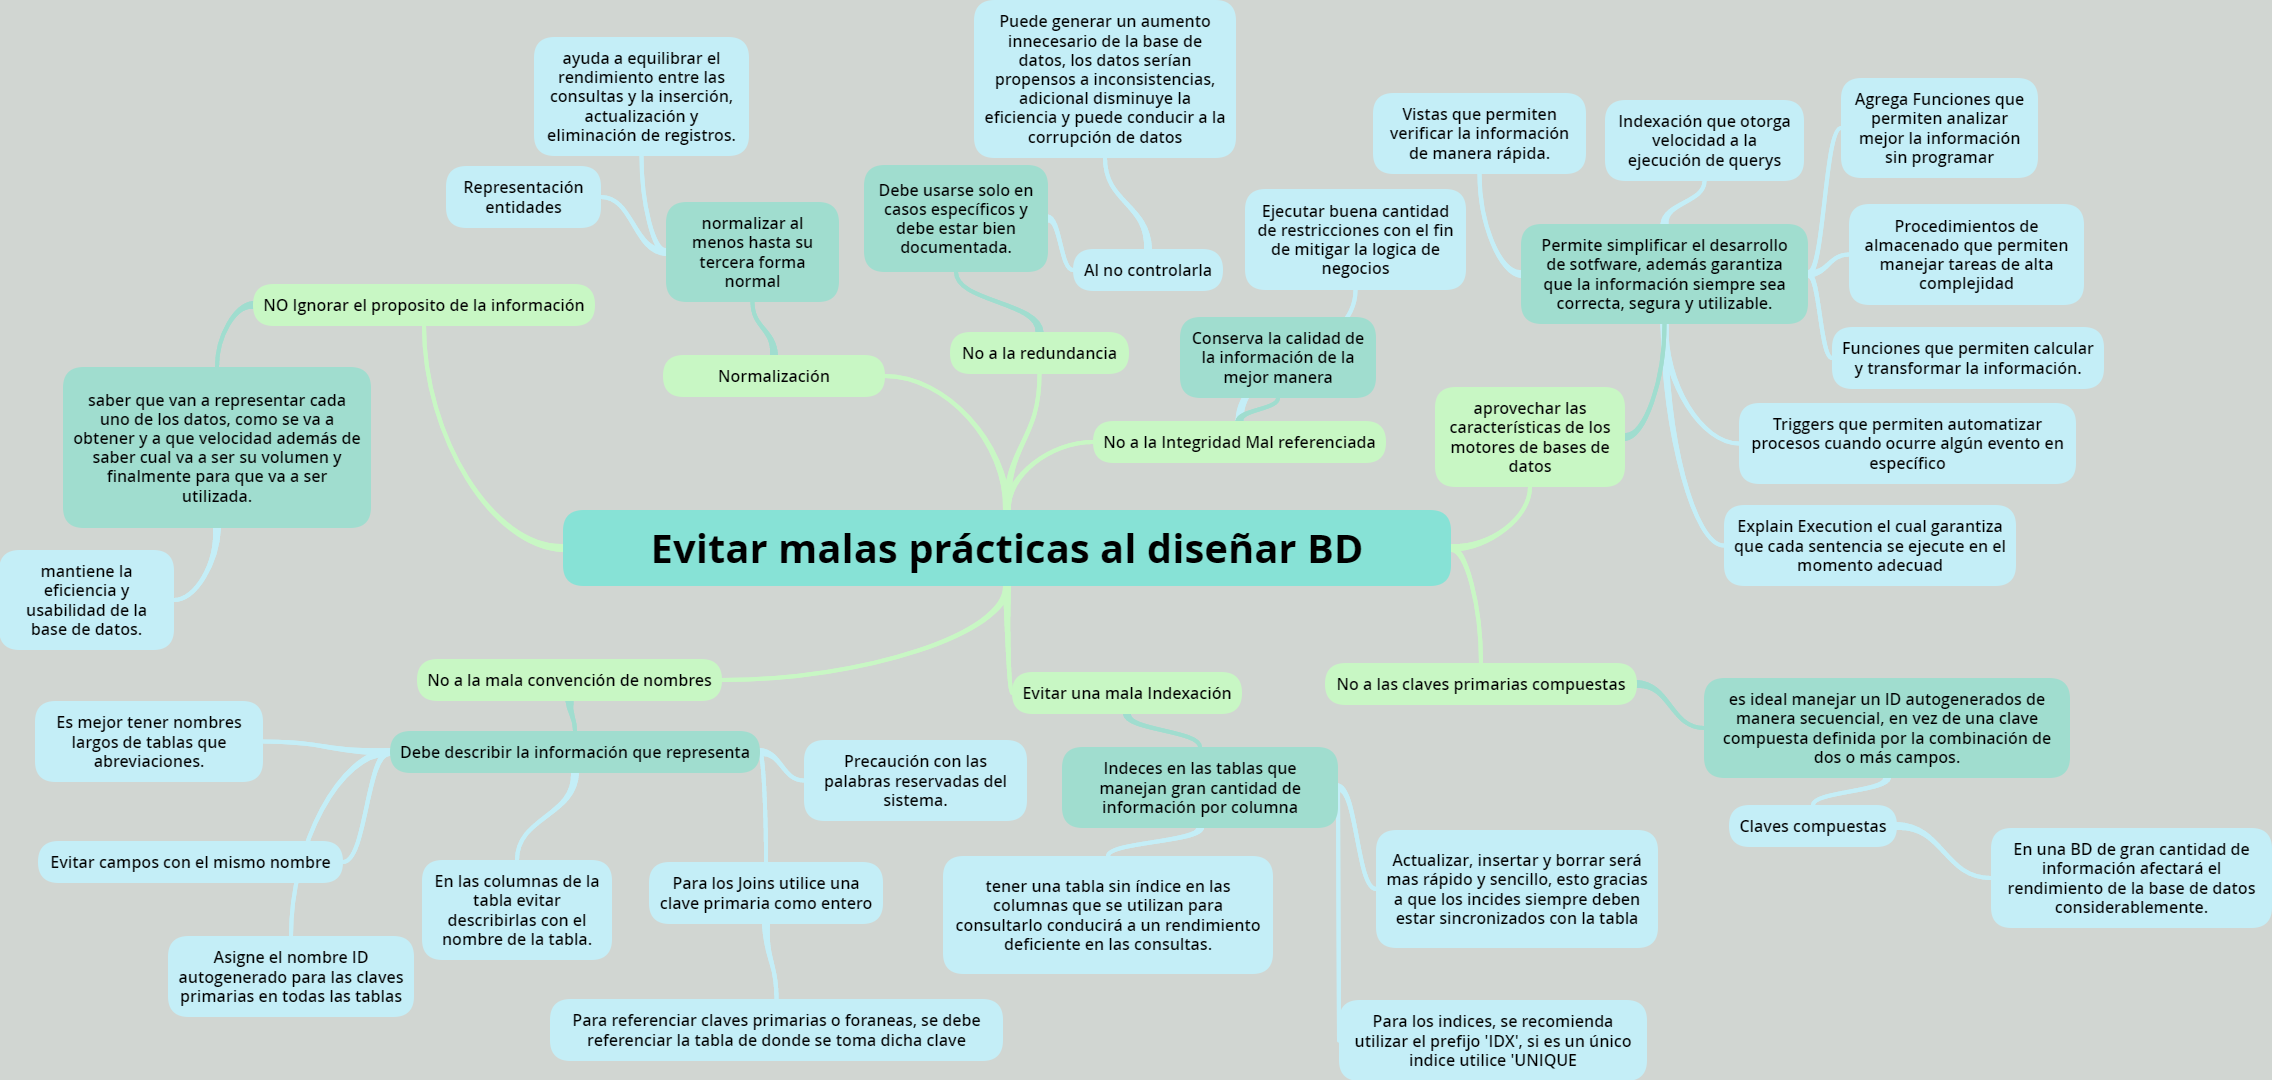 Evitar malas prácticas al diseñar BD
NO Ignorar el proposito de la información
saber que van a representar cada
uno de los datos, como se va a
obtener y a que velocidad además de
saber cual va a ser su volumen y
finalmente para que va a ser
utilizada.
mantiene la
eficiencia y
usabilidad de la
base de datos.
Normalización
normalizar al
menos hasta su
tercera forma
normal
ayuda a equilibrar el
rendimiento entre las
consultas y la inserción,
actualización y
eliminación de registros.
Representación
entidades
No a la redundancia
Debe usarse solo en
casos específicos y
debe estar bien
documentada.
Al no controlarla
Puede generar un aumento
innecesario de la base de
datos, los datos serían
propensos a inconsistencias,
adicional disminuye la
eficiencia y puede conducir a la
corrupción de datos
No a la Integridad Mal referenciada
Conserva la calidad de
la información de la
mejor manera
Ejecutar buena cantidad
de restricciones con el fin
de mitigar la logica de
negocios
aprovechar las
características de los
motores de bases de
datos
Permite simplificar el desarrollo
de sotfware, además garantiza
que la información siempre sea
correcta, segura y utilizable.
Vistas que permiten
verificar la información
de manera rápida.
Indexación que otorga
velocidad a la
ejecución de querys
Agrega Funciones que
permiten analizar
mejor la información
sin programar
Procedimientos de
almacenado que permiten
manejar tareas de alta
complejidad
Funciones que permiten calcular
y transformar la información.
Triggers que permiten automatizar
procesos cuando ocurre algún evento en
específico
Explain Execution el cual garantiza
que cada sentencia se ejecute en el
momento adecuad
No a la mala convención de nombres
Debe describir la información que representa
Es mejor tener nombres
largos de tablas que
abreviaciones.
Evitar campos con el mismo nombre
Asigne el nombre ID
autogenerado para las claves
primarias en todas las tablas
En las columnas de la
tabla evitar
describirlas con el
nombre de la tabla.
Para los Joins utilice una
clave primaria como entero
Para referenciar claves primarias o foraneas, se debe
referenciar la tabla de donde se toma dicha clave
Precaución con las
palabras reservadas del
sistema.
Evitar una mala Indexación
Indeces en las tablas que
manejan gran cantidad de
información por columna
tener una tabla sin índice en las
columnas que se utilizan para
consultarlo conducirá a un rendimiento
deficiente en las consultas.
Actualizar, insertar y borrar será
mas rápido y sencillo, esto gracias
a que los incides siempre deben
estar sincronizados con la tabla
Para los indices, se recomienda
utilizar el prefijo 'IDX', si es un único
indice utilice 'UNIQUE
No a las claves primarias compuestas
es ideal manejar un ID autogenerados de
manera secuencial, en vez de una clave
compuesta definida por la combinación de
dos o más campos.
Claves compuestas
En una BD de gran cantidad de
información afectará el
rendimiento de la base de datos
considerablemente.